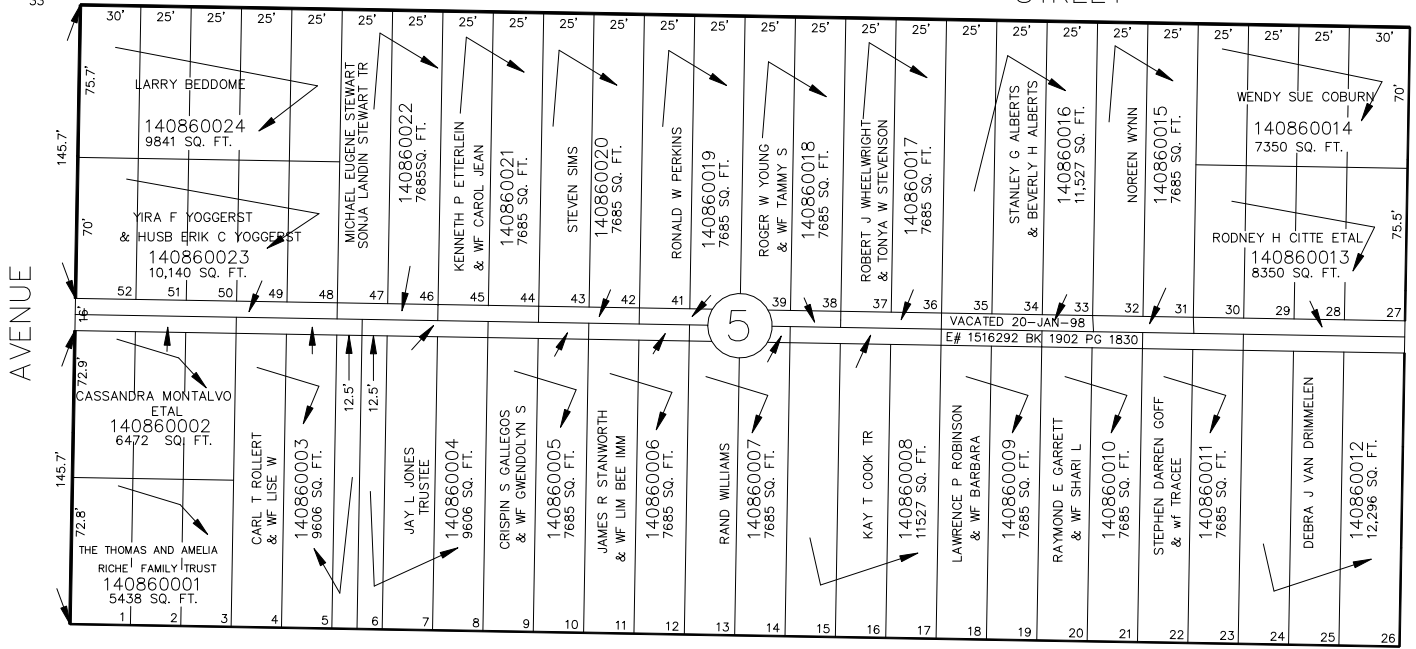 33'
STREET
AVENUE
30' 25' 25' 25' 25' 25' 25' 25' 25' 25' 25' 25' 25' 25' 25' 25' 25' 25' 25' 25' 25' 25' 25' 25' 25' 30'
145.7'
75.7'
LARRY BEDDOME
140860024
9841 SQ. FT.
70'
YIRA F YOGGERST
& HUSB ERIK C YOGGERST
140860023
10,140 SQ. FT.
MICHAEL EUGENE STEWART
SONJA LANDIN STEWART TR
140860022
7685SQ. FT.
KENNETH P ETTERLEIN
& WF CAROL JEAN
140860021
7685 SQ. FT.
STEVEN SIMS
140860020
7685 SQ. FT.
RONALD W PERKINS
140860019
7685 SQ. FT.
ROGER W YOUNG
& WF TAMMY S
140860018
7685 SQ. FT.
ROBERT J WHEELWRIGHT
& TONYA W STEVENSON
140860017
7685 SQ. FT.
STANLEY G ALBERTS
& BEVERLY H ALBERTS
140860016
11,527 SQ. FT.
NOREEN WYNN
140860015
7685 SQ. FT.
WENDY SUE COBURN
140860014
7350 SQ. FT.
70'
RODNEY H CITTE ETAL
140860013
8350 SQ. FT.
75.5'
52 51 50 49 48 47 46 45 44 43 42 41 39 38 37 36 35 34 33 32 31 30 29 28 27
16'
5
VACATED 20-JAN-98
E# 1516292 BK 1902 PG 1830
145.7'
72.9'
CASSANDRA MONTALVO
ETAL
140860002
6472 SQ. FT.
72.8'
THE THOMAS AND AMELIA
RICHE FAMILY TRUST
140860001
5438 SQ. FT.
CARL T ROLLERT
& WF LISE W
140860003
9606 SQ. FT.
12.5'
12.5'
JAY L JONES
TRUSTEE
140860004
9606 SQ. FT.
CRISPIN S GALLEGOS
& WF GWENDOLYN S
140860005
7685 SQ. FT.
JAMES R STANWORTH
& WF LIM BEE IMM
140860006
7685 SQ. FT.
RAND WILLIAMS
140860007
7685 SQ. FT.
KAY T COOK TR
140860008
11527 SQ. FT.
LAWRENCE P ROBINSON
& WF BARBARA
140860009
7685 SQ. FT.
RAYMOND E GARRETT
& WF SHARI L
140860010
7685 SQ. FT.
STEPHEN DARREN GOFF
& wf TRACEE
140860011
7685 SQ. FT.
DEBRA J VAN DRIMMELEN
140860012
12,296 SQ. FT.
1 2 3 4 5 6 7 8 9 10 11 12 13 14 15 16 17 18 19 20 21 22 23 24 25 26